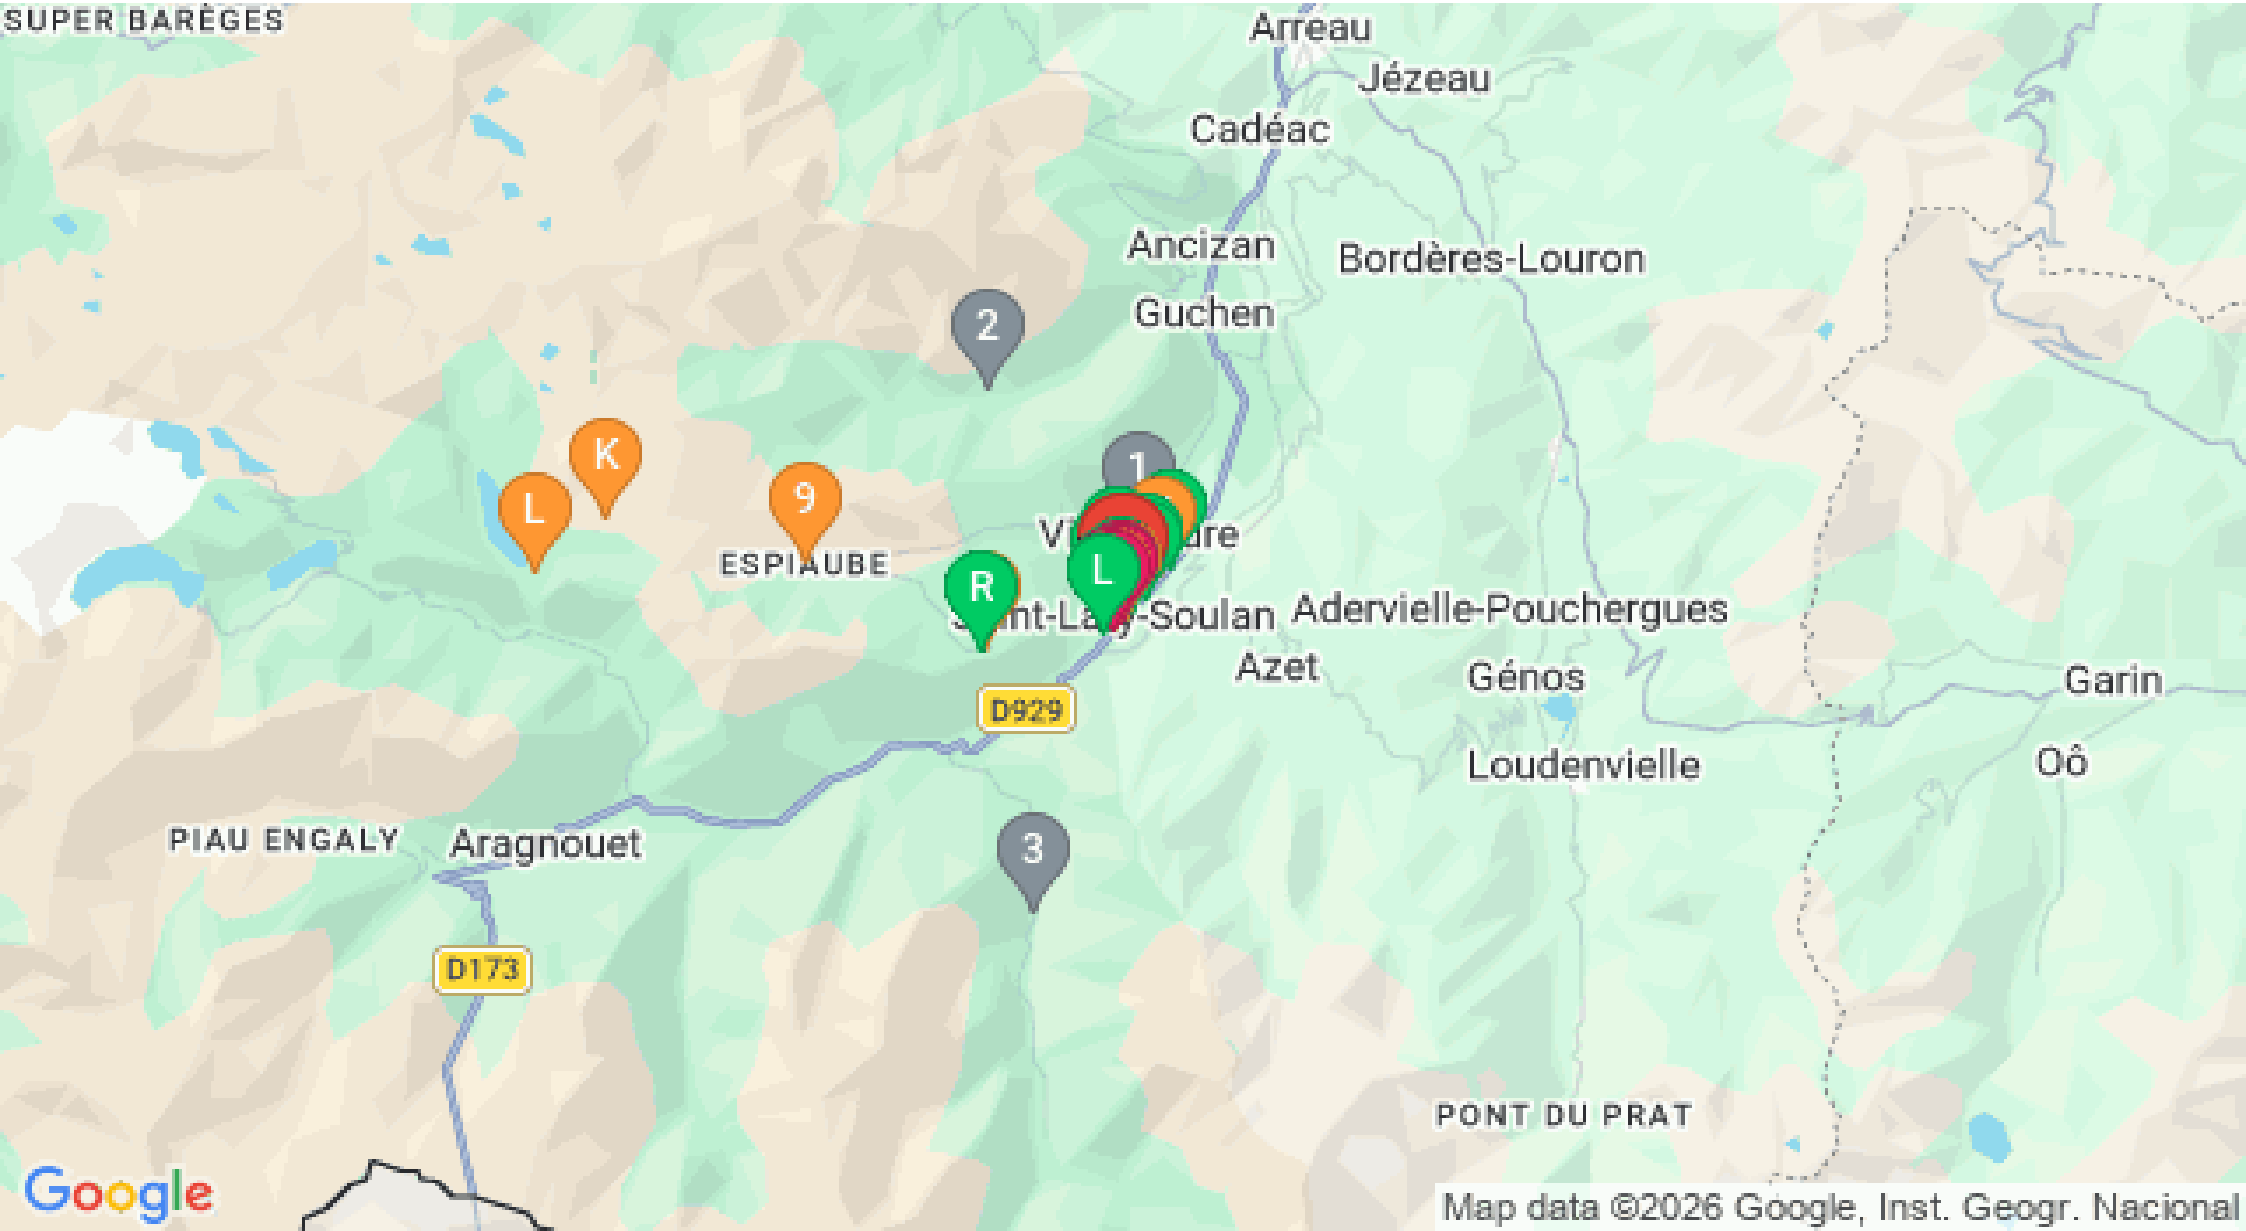 SUPER BARÈGES
Arreau
Jézeau
Cadéac
Ancizan
Bordères-Louron
Guchen
2
1
K
9
L
ESPIAUBE
L
R
Aderville-Pouchergues
Azet
Génos
Garin
D929
Loudenvielle
Oô
PIAU ENGALY
Aragnouet
3
D173
PONT DU PRAT
Google
Map data ©2026 Google, Inst. Geogr. Nacional